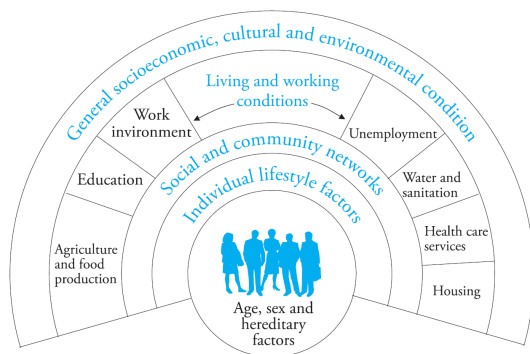 General socioeconomic, cultural and environmental condition
Living and working
conditions
Work
invironment
Unemployment
Education
Water and
sanitation
Agriculture
and food
production
Health care
services
Housing
Social and community networks
Individual lifestyle factors
Age, sex and
hereditary
factors